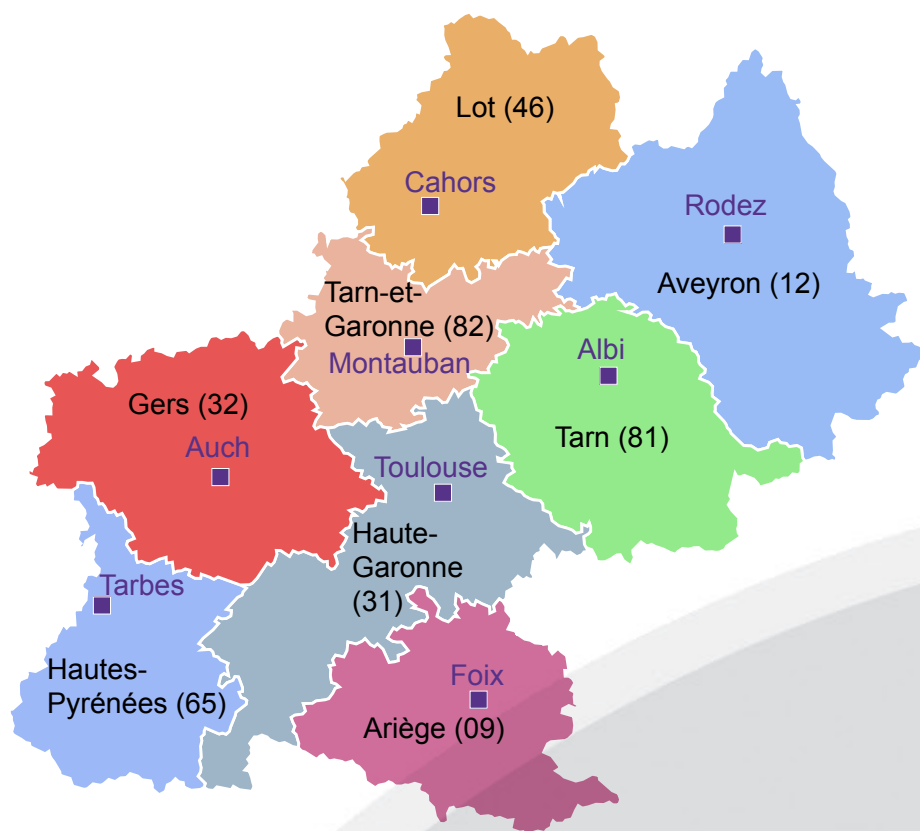 Lot (46)
Cahors
Rodez
Aveyron (12)
Tarn-et-
Garonne (82)
Montauban
Albi
Tarn (81)
Gers (32)
Auch
Toulouse
Haute-
Garonne
(31)
Tarbes
Hautes-
Pyrénées (65)
Foix
Ariège (09)